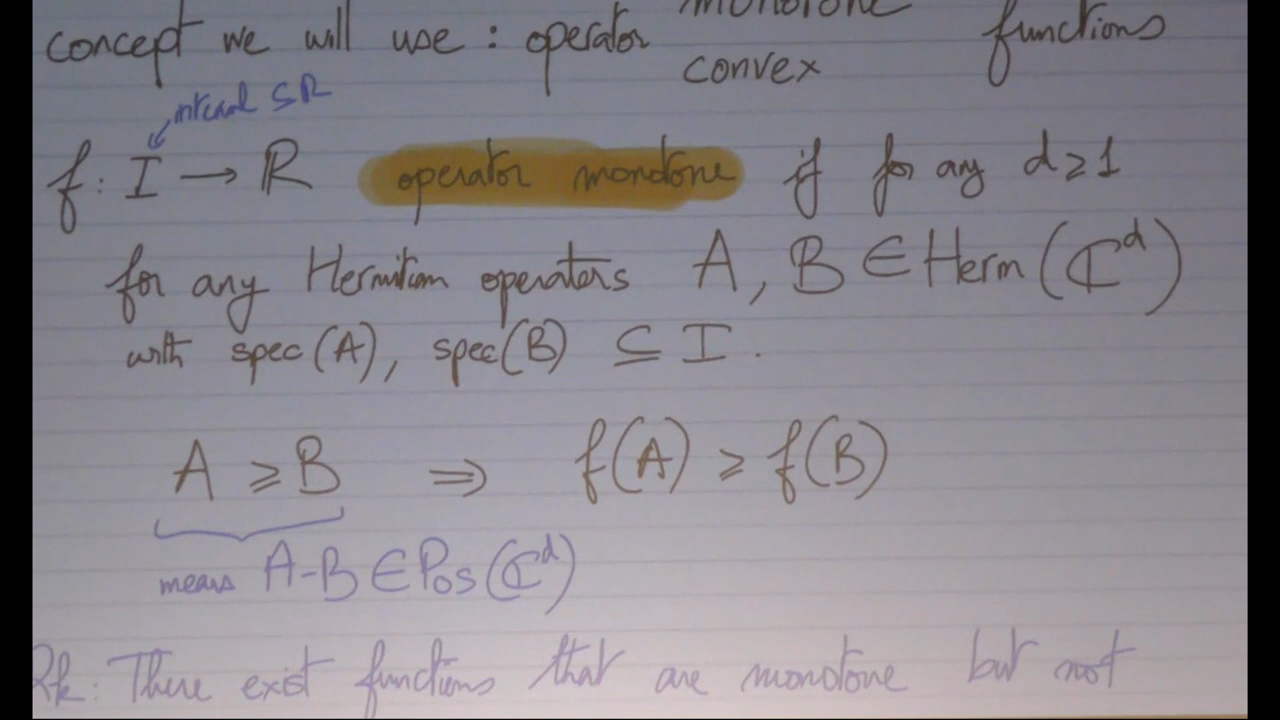 monotone
concept we will use : operator functions
convex
interval ⊆ R
f: I → R operator monotone if for any d ≥ 1
for any Hermitian operators A, B ∈ Herm(ℂ^d)
with spec(A), spec(B) ⊆ I.
A ≥ B ⇒ f(A) ≥ f(B)
means A-B ∈ Pos(ℂ^d)
Rk: There exist functions that are monotone but not